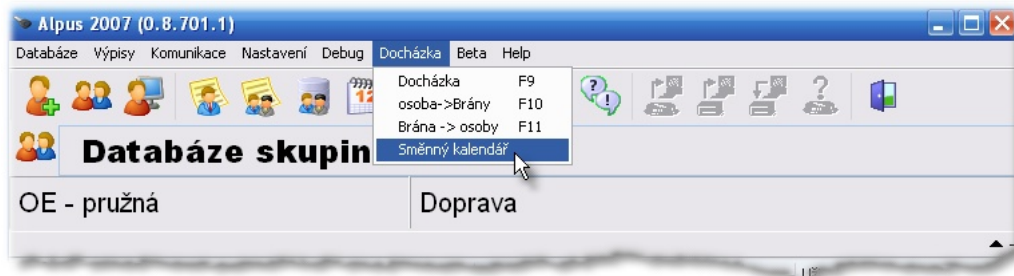 Alpus 2007 (0.8.701.1)
Databáze Výpisy Komunikace Nastavení Debug Docházka Beta Help
Docházka F9
osoba->Brány F10
Brána -> osoby F11
Směnný kalendář
12
Databáze skupin
OE - pružná Doprava